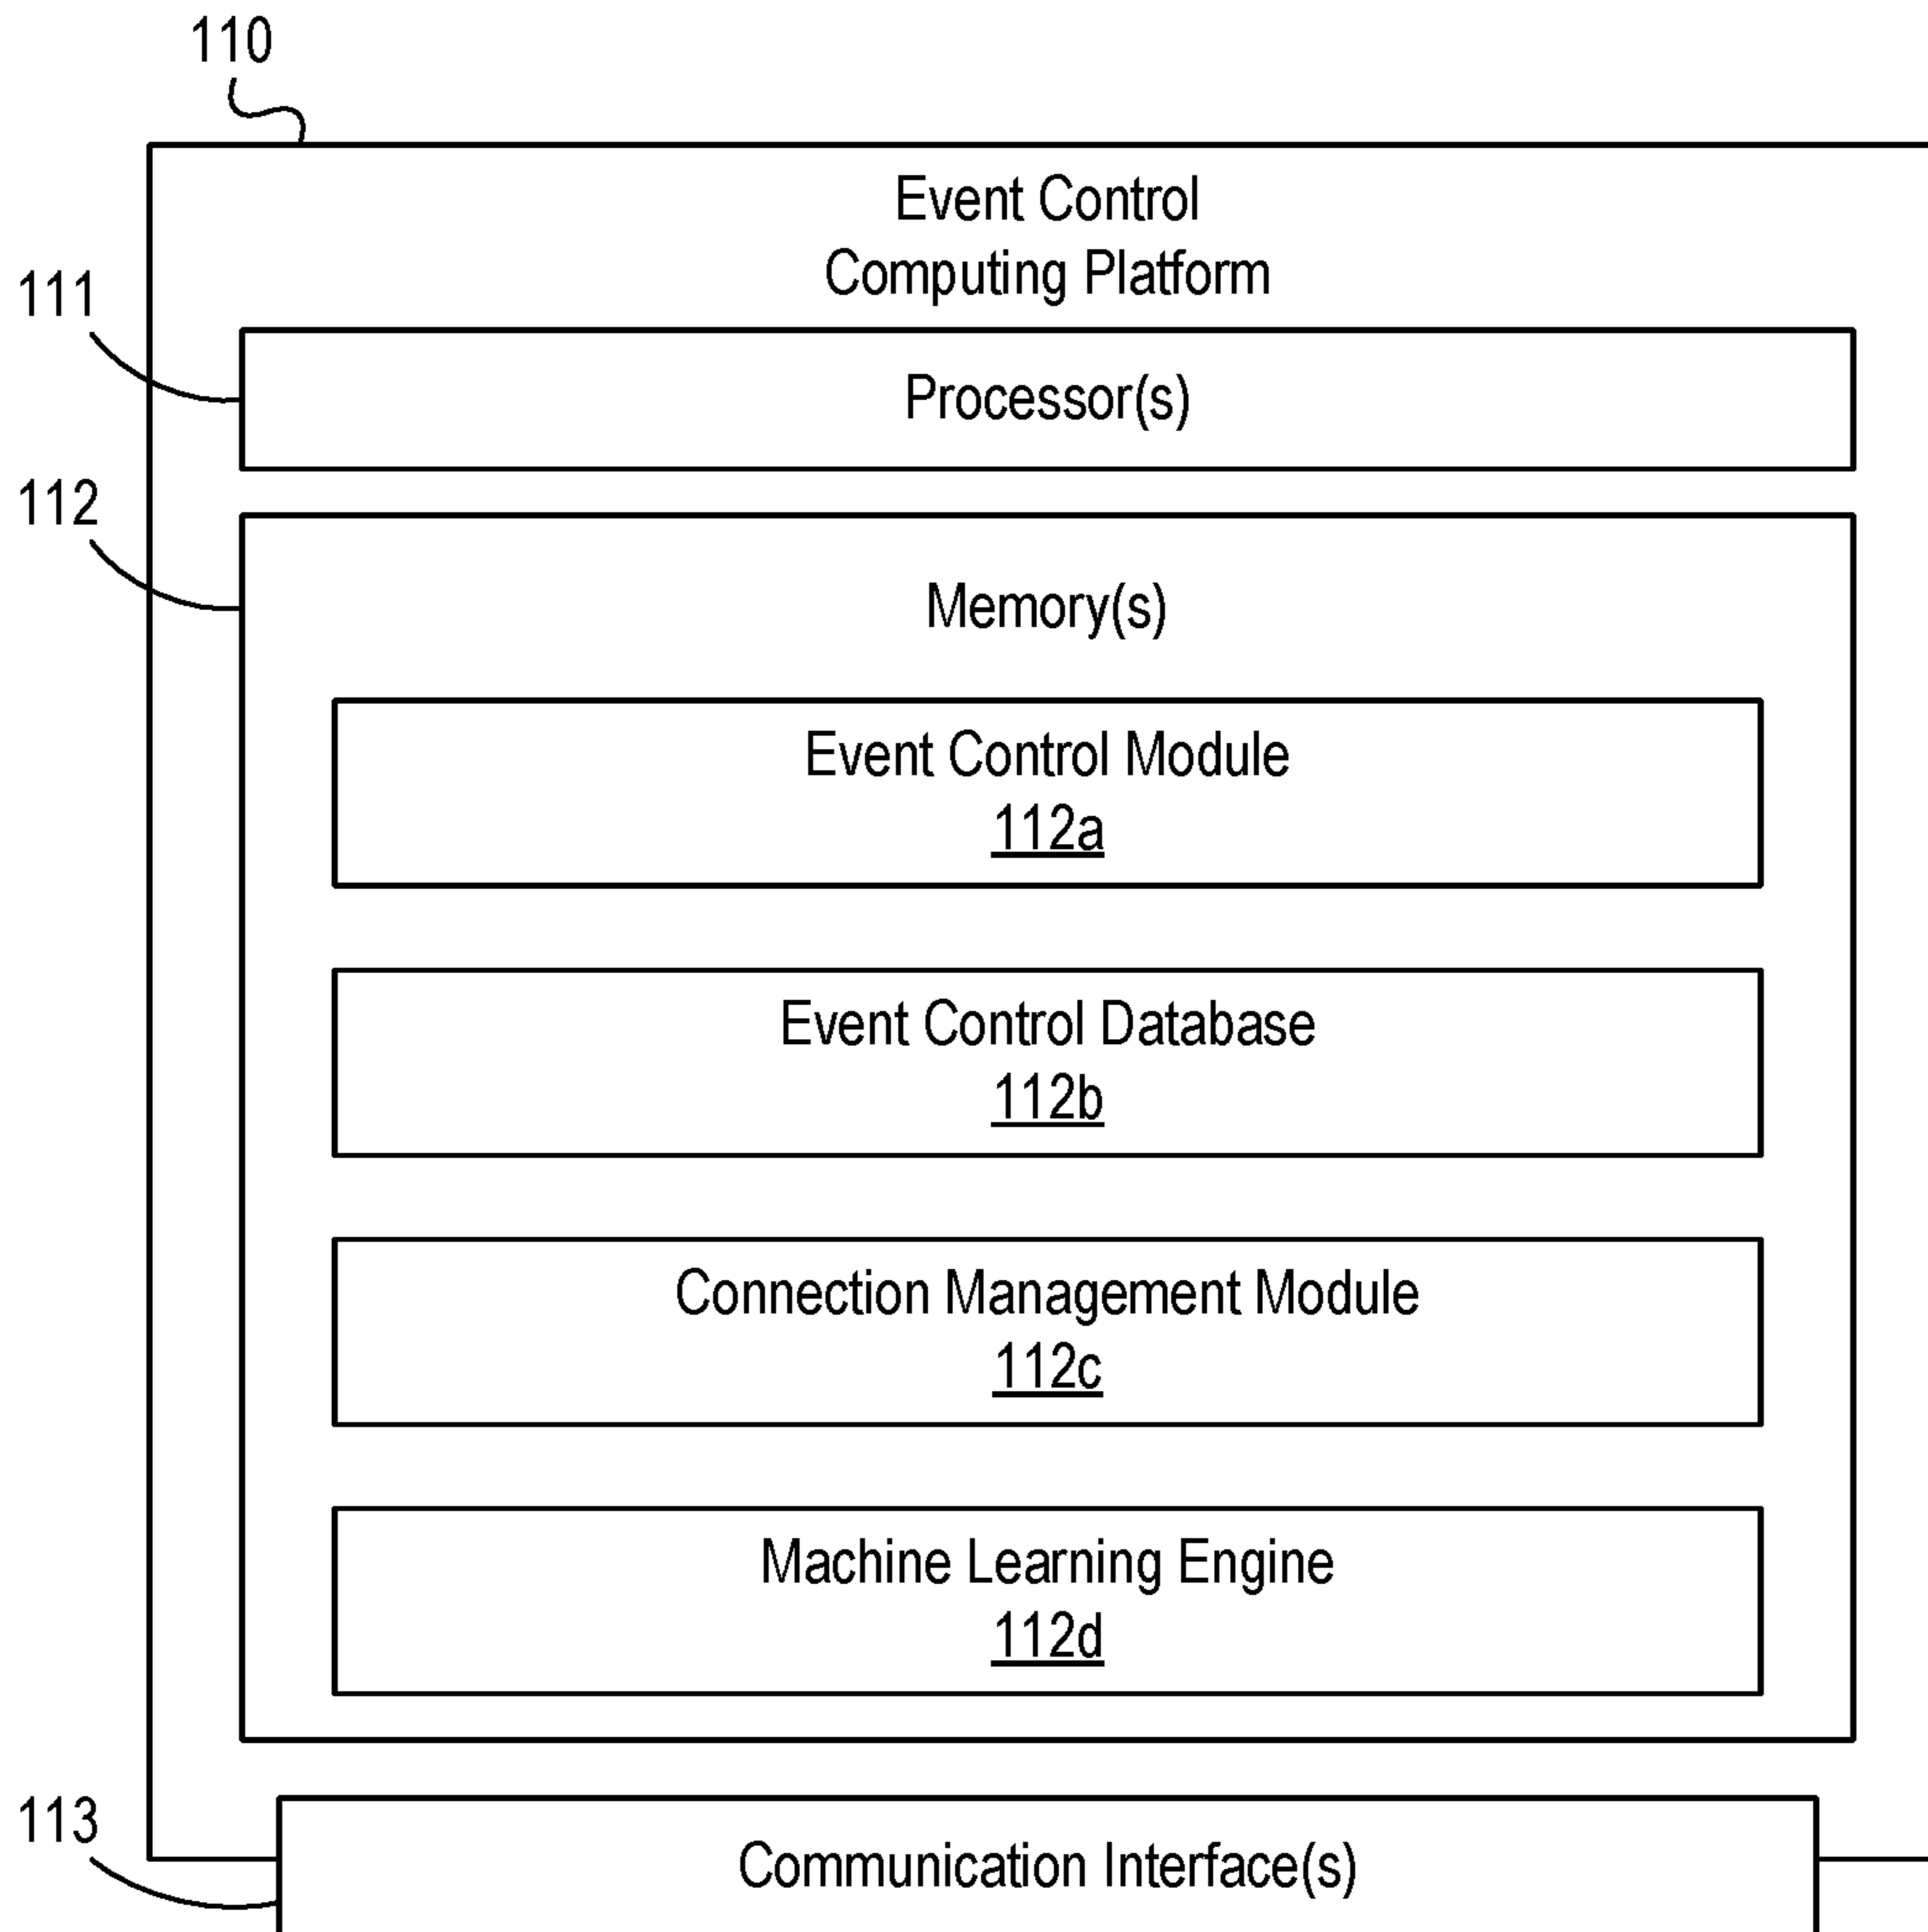 110
Event Control
Computing Platform
111
Processor(s)
112
Memory(s)
Event Control Module
112a
Event Control Database
112b
Connection Management Module
112c
Machine Learning Engine
112d
113
Communication Interface(s)